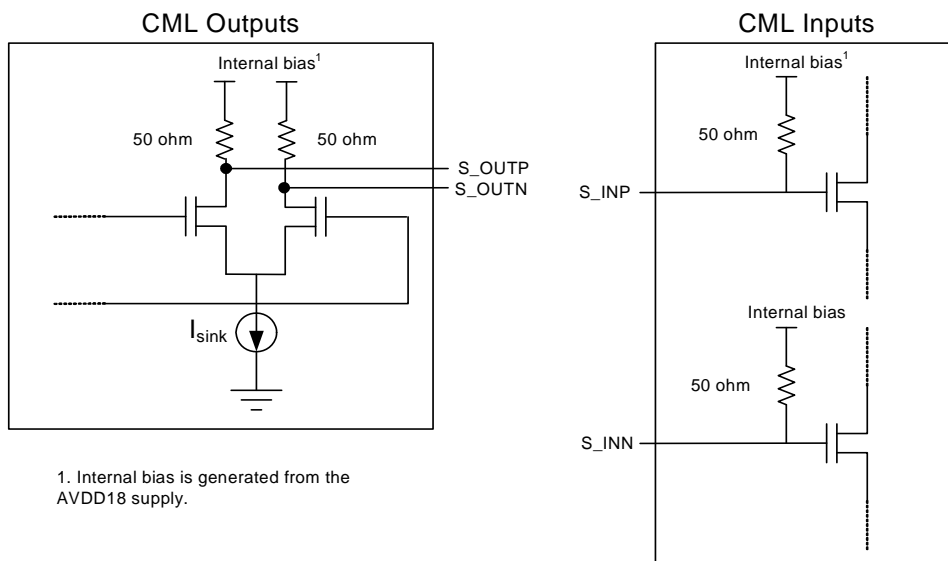 CML Outputs
Internal bias1
50 ohm
50 ohm
S_OUTP
S_OUTN
Isink
1. Internal bias is generated from the
AVDD18 supply.
CML Inputs
Internal bias1
50 ohm
S_INP
Internal bias
50 ohm
S_INN